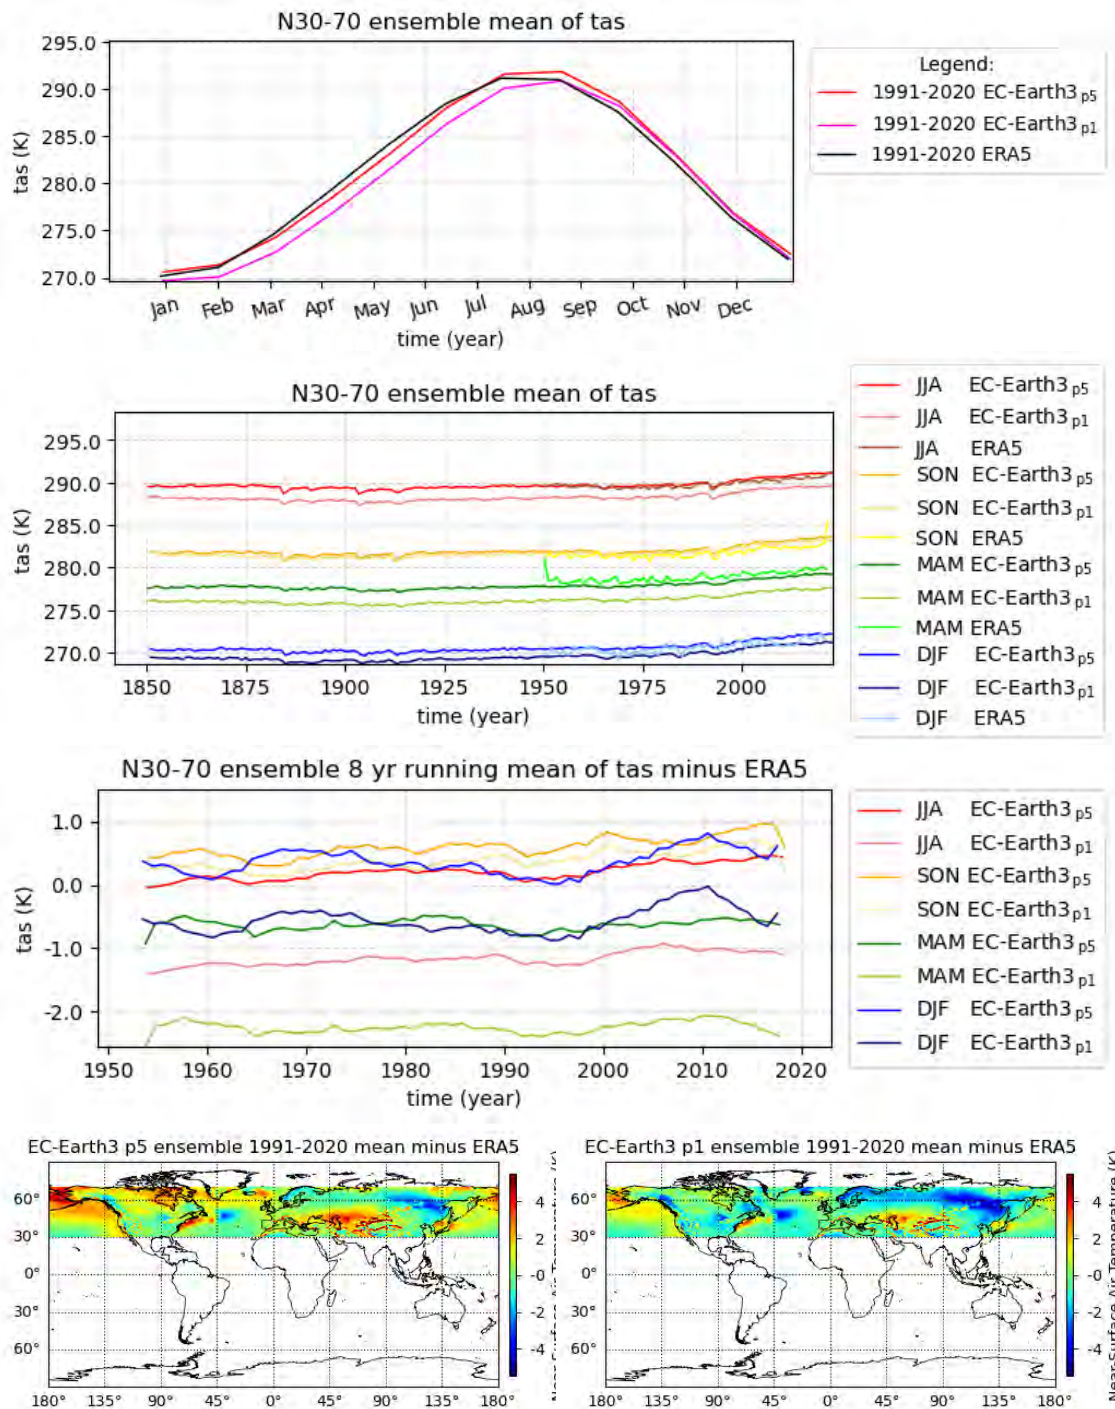 N30-70 ensemble mean of tas
295.0
290.0
285.0
280.0
275.0
270.0
tas (K)
Jan Feb Mar Apr May Jun Jul Aug Sep Oct Nov Dec
time (year)
Legend:
1991-2020 EC-Earth3 p5
1991-2020 EC-Earth3 p1
1991-2020 ERA5
N30-70 ensemble mean of tas
295.0
290.0
285.0
280.0
275.0
270.0
tas (K)
1850 1875 1900 1925 1950 1975 2000
time (year)
JJA EC-Earth3 p5
JJA EC-Earth3 p1
JJA ERA5
SON EC-Earth3 p5
SON EC-Earth3 p1
SON ERA5
MAM EC-Earth3 p5
MAM EC-Earth3 p1
MAM ERA5
DJF EC-Earth3 p5
DJF EC-Earth3 p1
DJF ERA5
N30-70 ensemble 8 yr running mean of tas minus ERA5
1.0
0.0
-1.0
-2.0
tas (K)
1950 1960 1970 1980 1990 2000 2010 2020
time (year)
JJA EC-Earth3 p5
JJA EC-Earth3 p1
SON EC-Earth3 p5
SON EC-Earth3 p1
MAM EC-Earth3 p5
MAM EC-Earth3 p1
DJF EC-Earth3 p5
DJF EC-Earth3 p1
EC-Earth3 p5 ensemble 1991-2020 mean minus ERA5
60°
30°
0°
30°
60°
180° 135° 90° 45° 0° 45° 90° 135° 180°
4
2
-0
-2
-4
EC-Earth3 p1 ensemble 1991-2020 mean minus ERA5
180° 135° 90° 45° 0° 45° 90° 135° 180°
4
2
-0
-2
-4
Near-Surface Air Temperature (K)